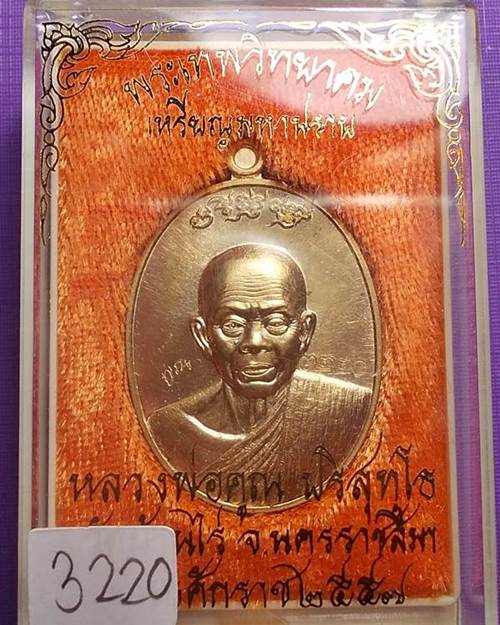 พระเทพวิทยาคม
เหรียญมหาปราบ
หลวงพ่อคูณ ปริสุทฺโธ
ไร่ จ.นครราชสีมา
ศักราช ๒๕๕๗
3220